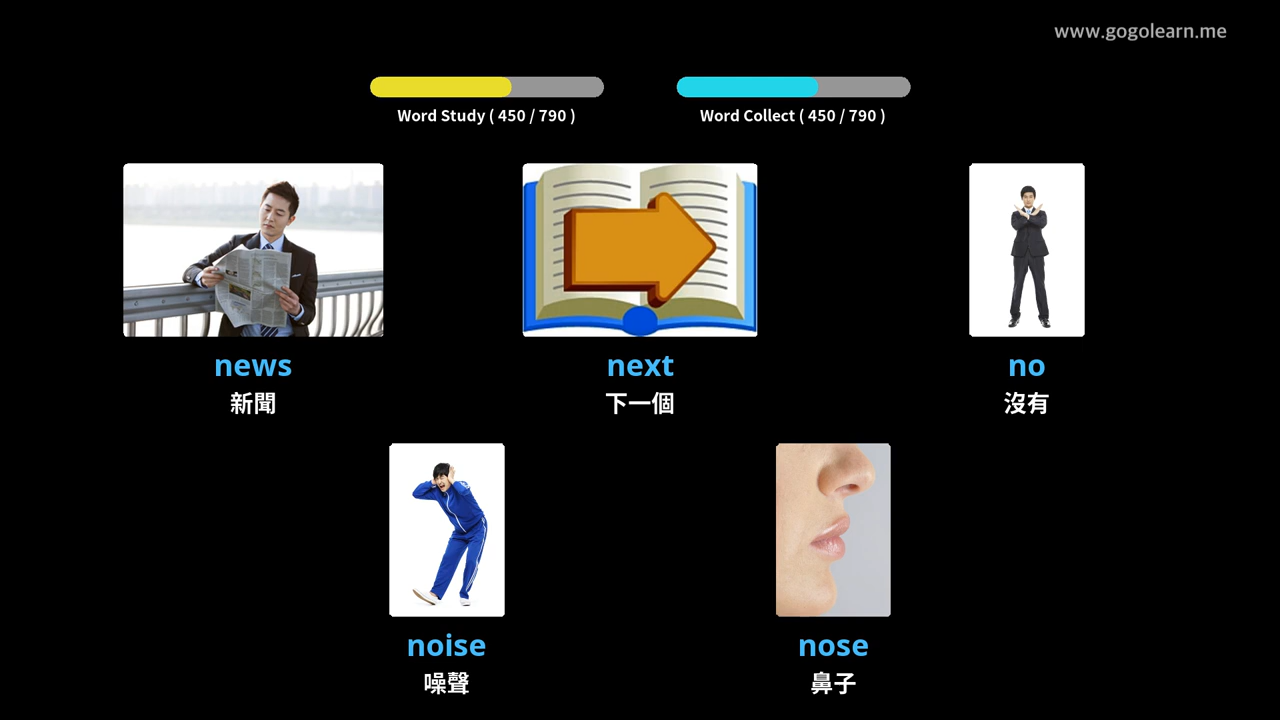 www.gogolearn.me
Word Study ( 450 / 790 )
Word Collect ( 450 / 790 )
news
新聞
next
下一個
no
沒有
noise
噪聲
nose
鼻子